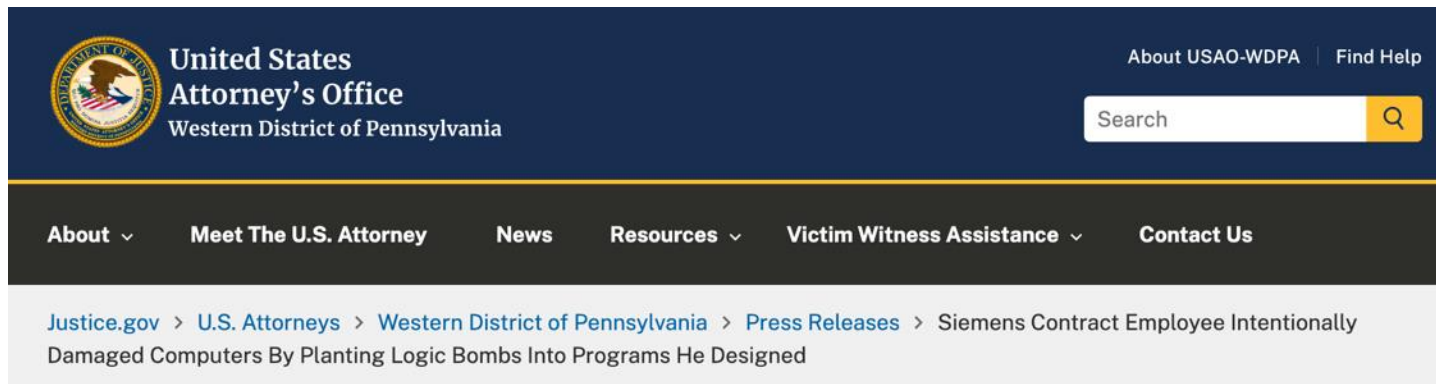 United States
Attorney's Office
Western District of Pennsylvania
About USAO-WDPA
Find Help
Search
About
Meet The U.S. Attorney
News
Resources
Victim Witness Assistance
Contact Us
Justice.gov > U.S. Attorneys > Western District of Pennsylvania > Press Releases > Siemens Contract Employee Intentionally
Damaged Computers By Planting Logic Bombs Into Programs He Designed